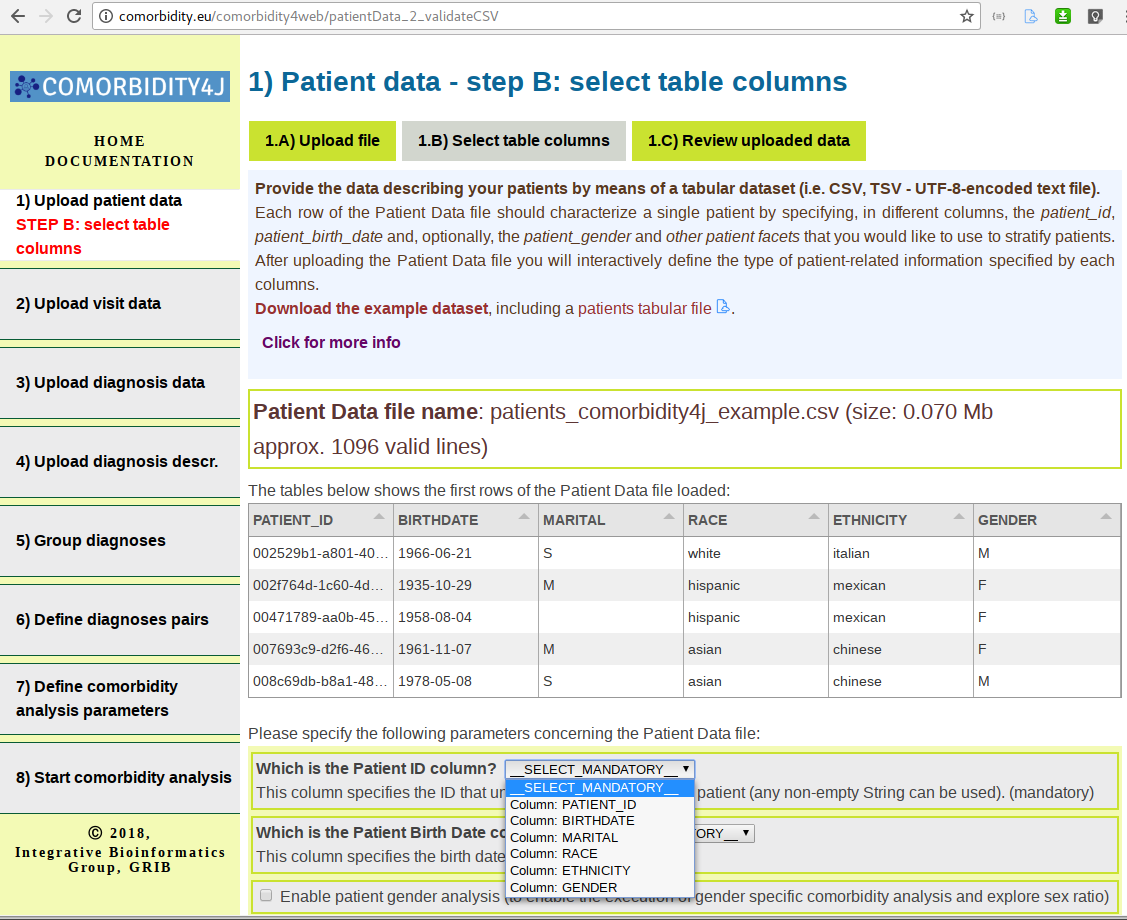 comorbidity.eu/comorbidity4web/patientData_2_validateCSV
COMORBIDITY4J
HOME
DOCUMENTATION
1) Upload patient data
STEP B: select table
columns
2) Upload visit data
3) Upload diagnosis data
4) Upload diagnosis descr.
5) Group diagnoses
6) Define diagnoses pairs
7) Define comorbidity
analysis parameters
8) Start comorbidity analysis
© 2018,
Integrative Bioinformatics
Group, GRIB
1) Patient data - step B: select table columns
1.A) Upload file 1.B) Select table columns 1.C) Review uploaded data
Provide the data describing your patients by means of a tabular dataset (i.e. CSV, TSV - UTF-8-encoded text file).
Each row of the Patient Data file should characterize a single patient by specifying, in different columns, the patient_id,
patient_birth_date and, optionally, the patient_gender and other patient facets that you would like to use to stratify patients.
After uploading the Patient Data file you will interactively define the type of patient-related information specified by each
columns.
Download the example dataset, including a patients tabular file .
Click for more info
Patient Data file name: patients_comorbidity4j_example.csv (size: 0.070 Mb
approx. 1096 valid lines)
The tables below shows the first rows of the Patient Data file loaded:
PATIENT_ID BIRTHDATE MARITAL RACE ETHNICITY GENDER
002529b1-a801-40... 1966-06-21 S white italian M
002f764d-1c60-4d... 1935-10-29 M hispanic mexican F
00471789-aa0b-45... 1958-08-04 hispanic mexican F
007693c9-d2f6-46... 1961-11-07 M asian chinese F
008c69db-b8a1-48... 1978-05-08 S asian chinese M
Please specify the following parameters concerning the Patient Data file:
Which is the Patient ID column? __SELECT_MANDATORY__
__SELECT_MANDATORY__
This column specifies the ID that un patient (any non-empty String can be used). (mandatory)
Column: PATIENT_ID
Column: BIRTHDATE
Which is the Patient Birth Date co ORY__
Column: MARITAL
Column: RACE
This column specifies the birth date
Column: ETHNICITY
Column: GENDER
Enable patient gender analysis (to enable the execution of gender specific comorbidity analysis and explore sex ratio)